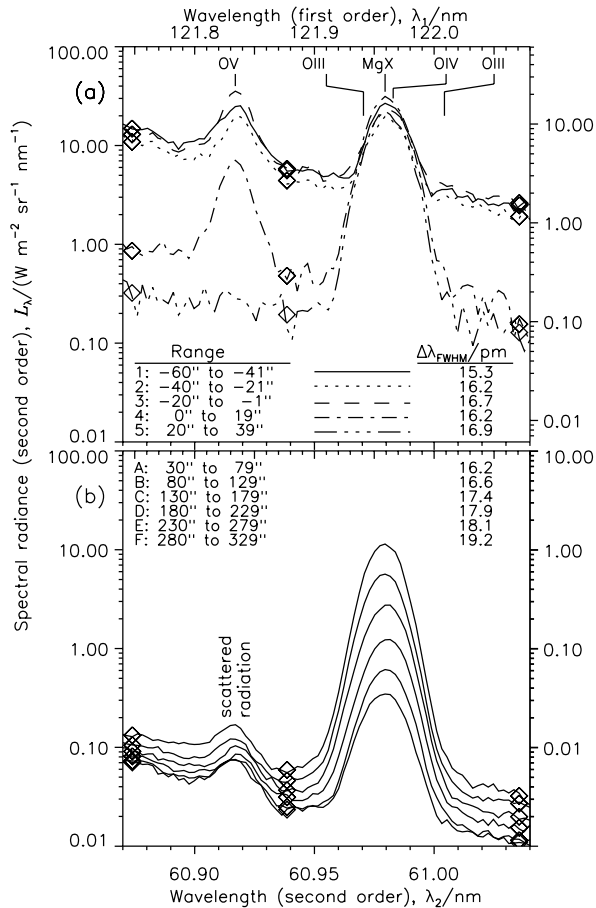 Wavelength (first order), λ₁/nm
121.8 121.9 122.0
100.00
OV OIII MgX OIV OIII
(a)
10.00 10.00
1.00 1.00
0.10 0.10
0.01 0.01
Range Δλ_FWHM/pm
1: −60" to −41" 15.3
2: −40" to −21" 16.2
3: −20" to −1" 16.7
4: 0" to 19" 16.2
5: 20" to 39" 16.9
Spectral radiance (second order), L_λ/(W m⁻² sr⁻¹ nm⁻¹)
100.00 10.00
(b)
A: 30" to 79" 16.2
B: 80" to 129" 16.6
C: 130" to 179" 17.4
D: 180" to 229" 17.9
E: 230" to 279" 18.1
F: 280" to 329" 19.2
10.00 1.00
1.00 0.10
scattered
radiation
0.10 0.01
0.01
60.90 60.95 61.00
Wavelength (second order), λ₂/nm